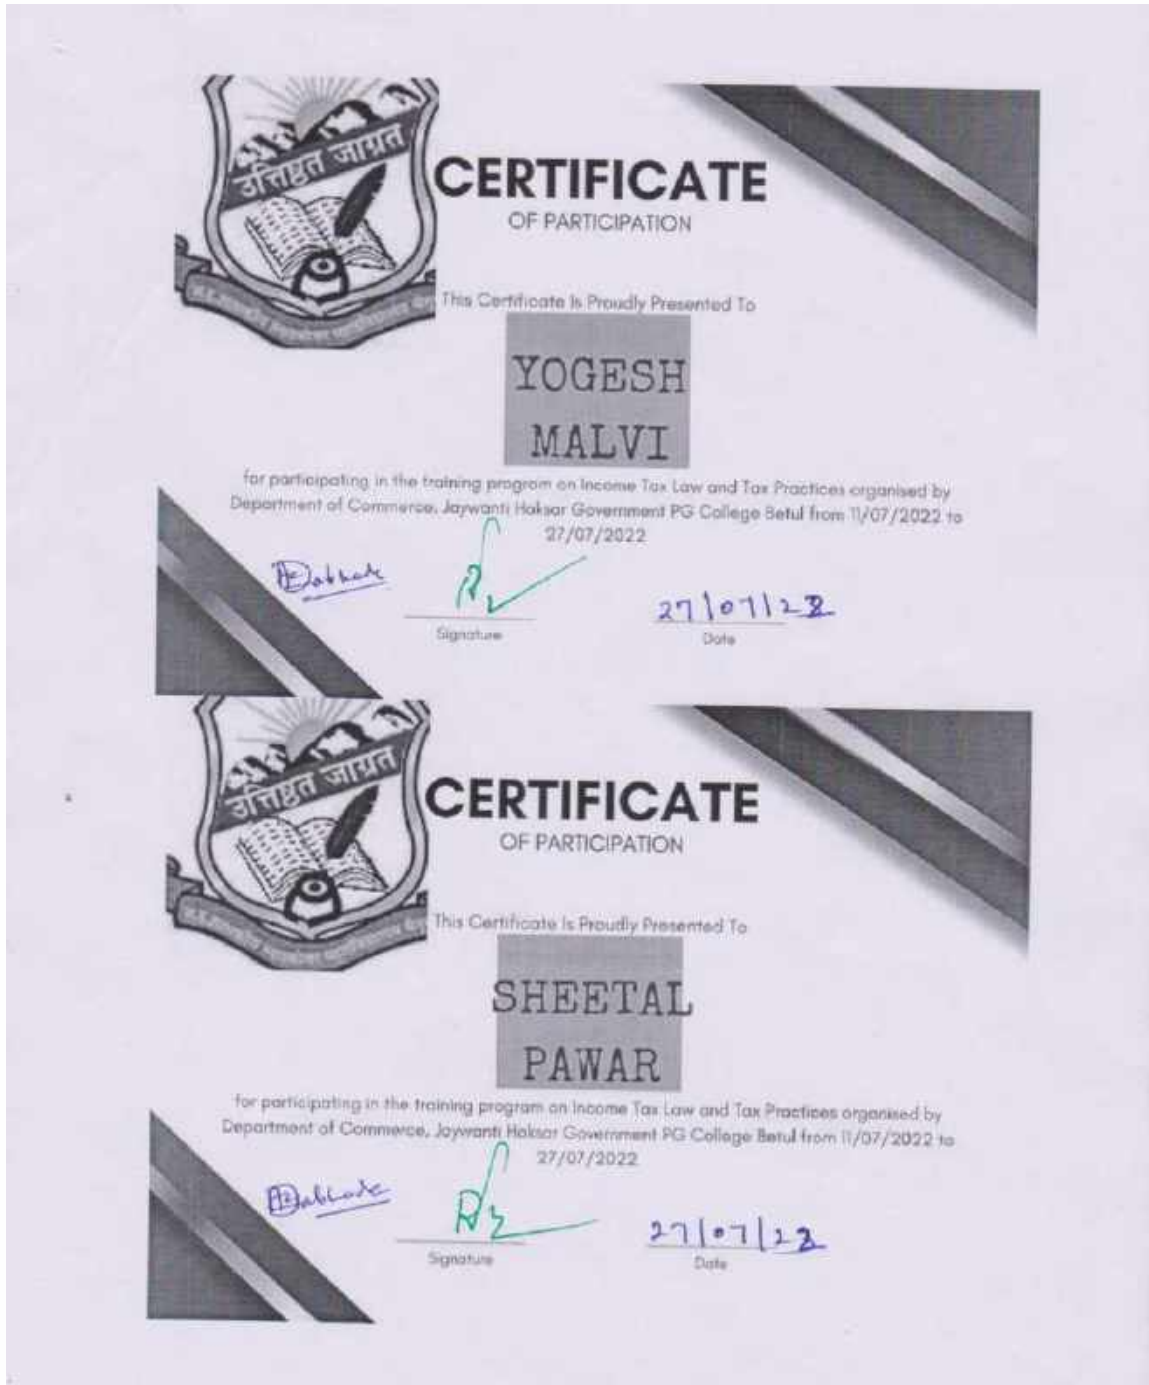 उत्तिष्ठत जाग्रत
CERTIFICATE
OF PARTICIPATION
This Certificate Is Proudly Presented To
YOGESH
MALVI
for participating in the training program on Income Tax Law and Tax Practices organised by
Department of Commerce, Jaywanti Haksar Government PG College Betul from 11/07/2022 to
27/07/2022
27/07/22
Signature
Date
उत्तिष्ठत जाग्रत
CERTIFICATE
OF PARTICIPATION
This Certificate Is Proudly Presented To
SHEETAL
PAWAR
for participating in the training program on Income Tax Law and Tax Practices organised by
Department of Commerce, Jaywanti Haksar Government PG College Betul from 11/07/2022 to
27/07/2022
27/07/22
Signature
Date